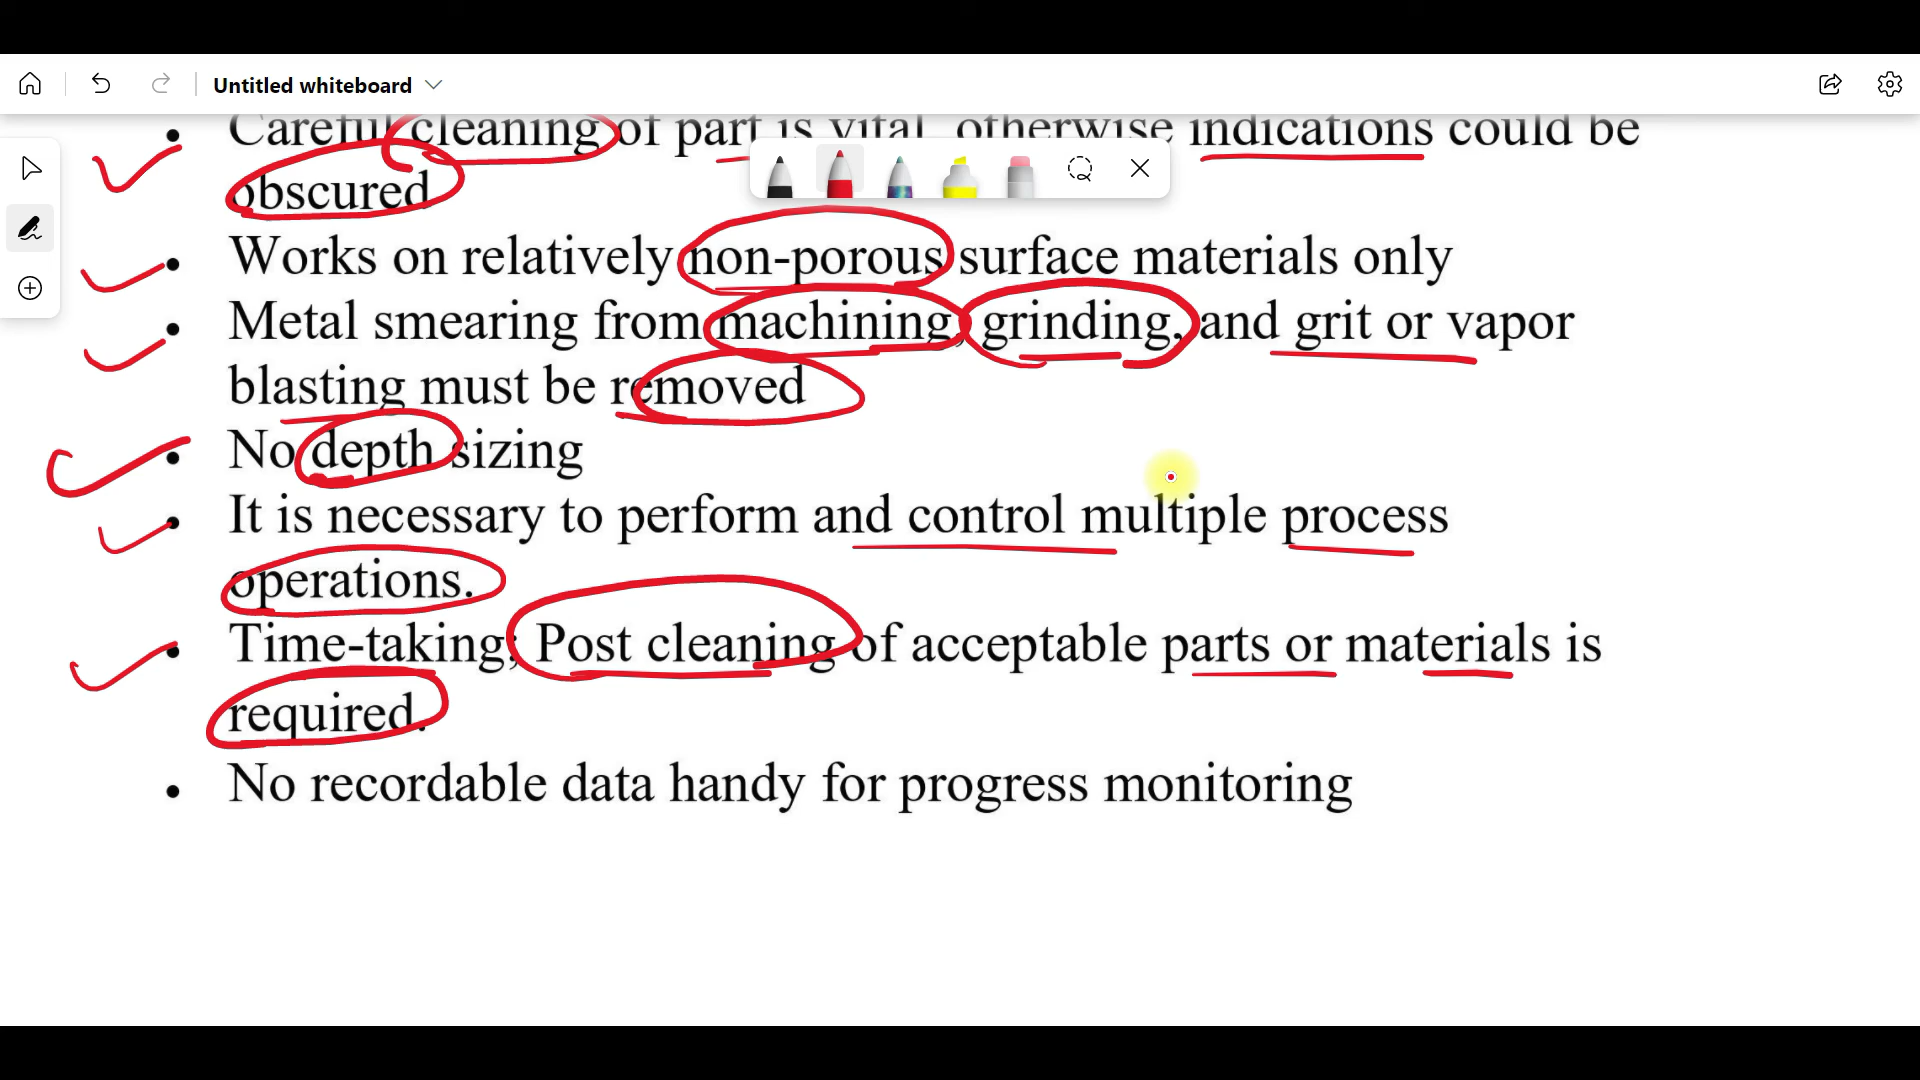 Untitled whiteboard
• Careful cleaning of part is vital, otherwise indications could be
obscured
• Works on relatively non-porous surface materials only
• Metal smearing from machining, grinding, and grit or vapor
blasting must be removed
• No depth sizing
• It is necessary to perform and control multiple process
operations.
• Time-taking; Post cleaning of acceptable parts or materials is
required.
• No recordable data handy for progress monitoring